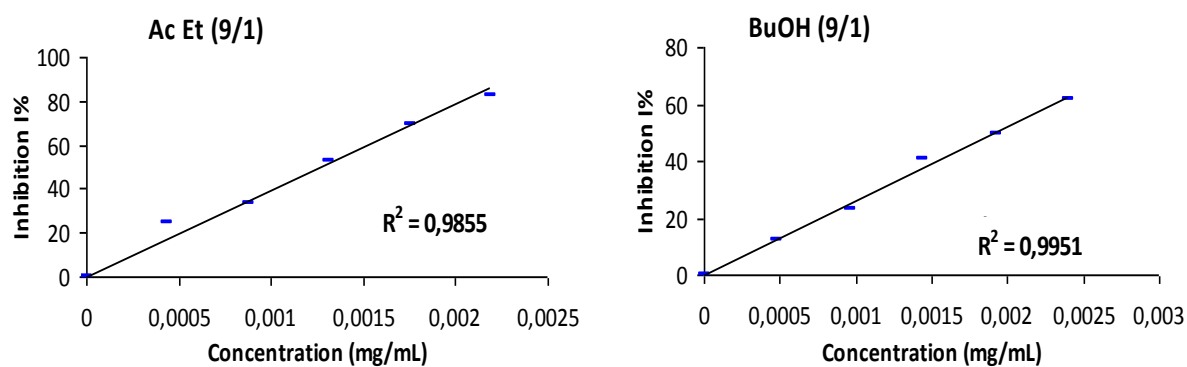 Ac Et (9/1)
Inhibition I%
100
80
60
40
20
0
R² = 0,9855
0 0,0005 0,001 0,0015 0,002 0,0025
Concentration (mg/mL)
BuOH (9/1)
Inhibition I%
80
60
40
20
0
R² = 0,9951
0 0,0005 0,001 0,0015 0,002 0,0025 0,003
Concentration (mg/mL)